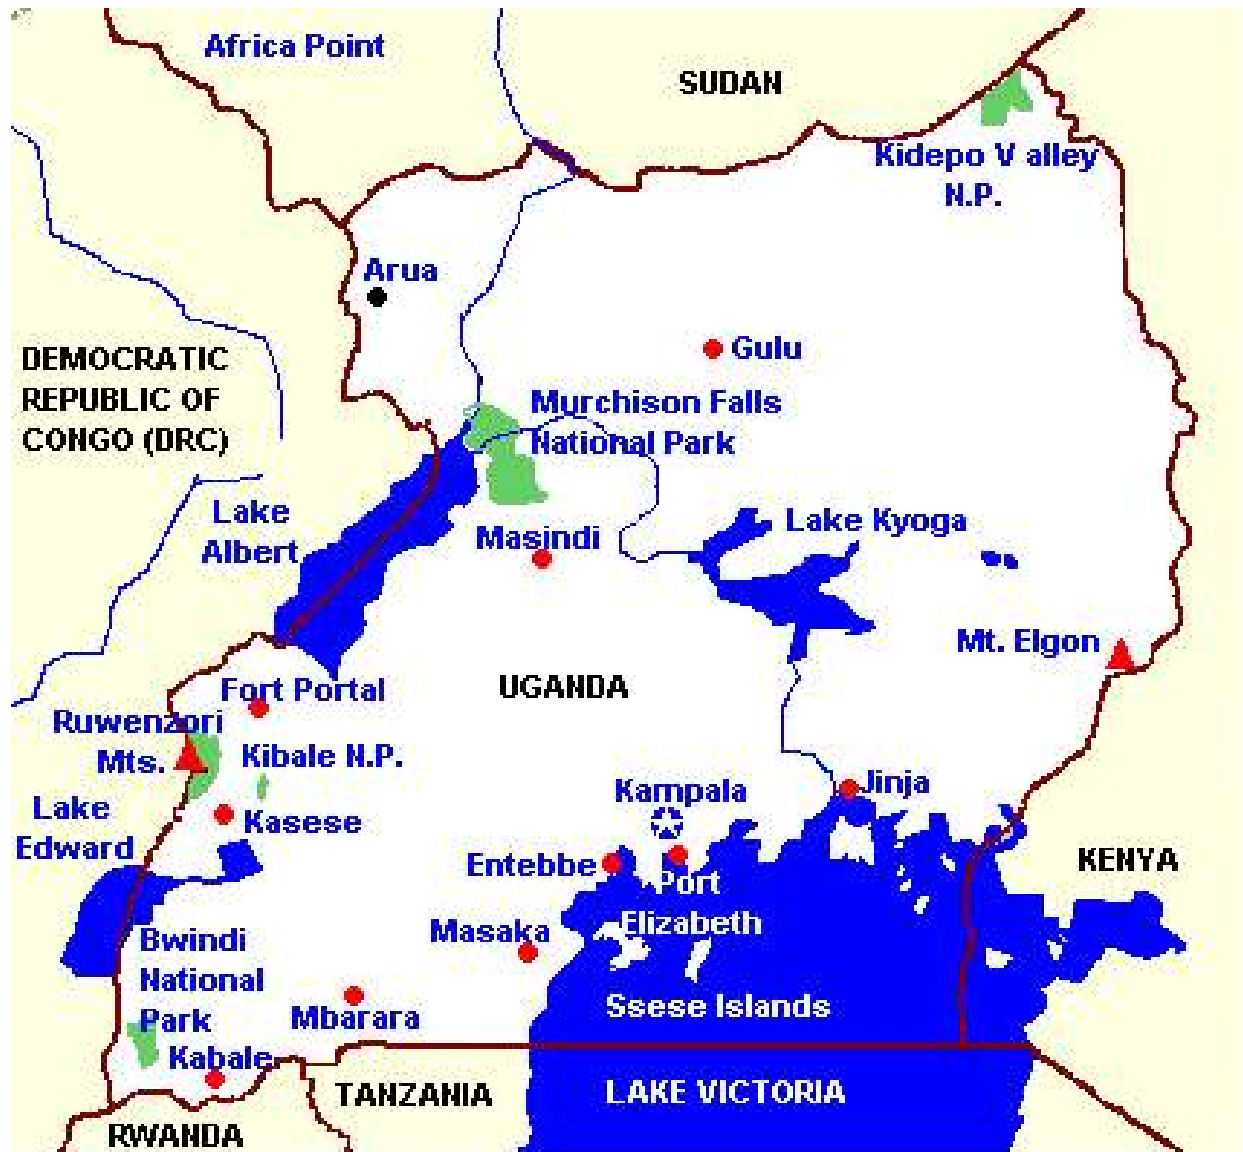 Africa Point
SUDAN
Kidepo V alley
N.P.
Arua
Gulu
DEMOCRATIC
REPUBLIC OF
CONGO (DRC)
Murchison Falls
National Park
Lake
Albert
Masindi
Lake Kyoga
Mt. Elgon
Fort Portal
UGANDA
Ruwenzori
Mts.
Kibale N.P.
Kampala
Jinja
Lake
Edward
Kasese
Entebbe
Port
Elizabeth
KENYA
Masaka
Bwindi
National
Park
Mbarara
Ssese Islands
Kabale
TANZANIA
LAKE VICTORIA
RWANDA